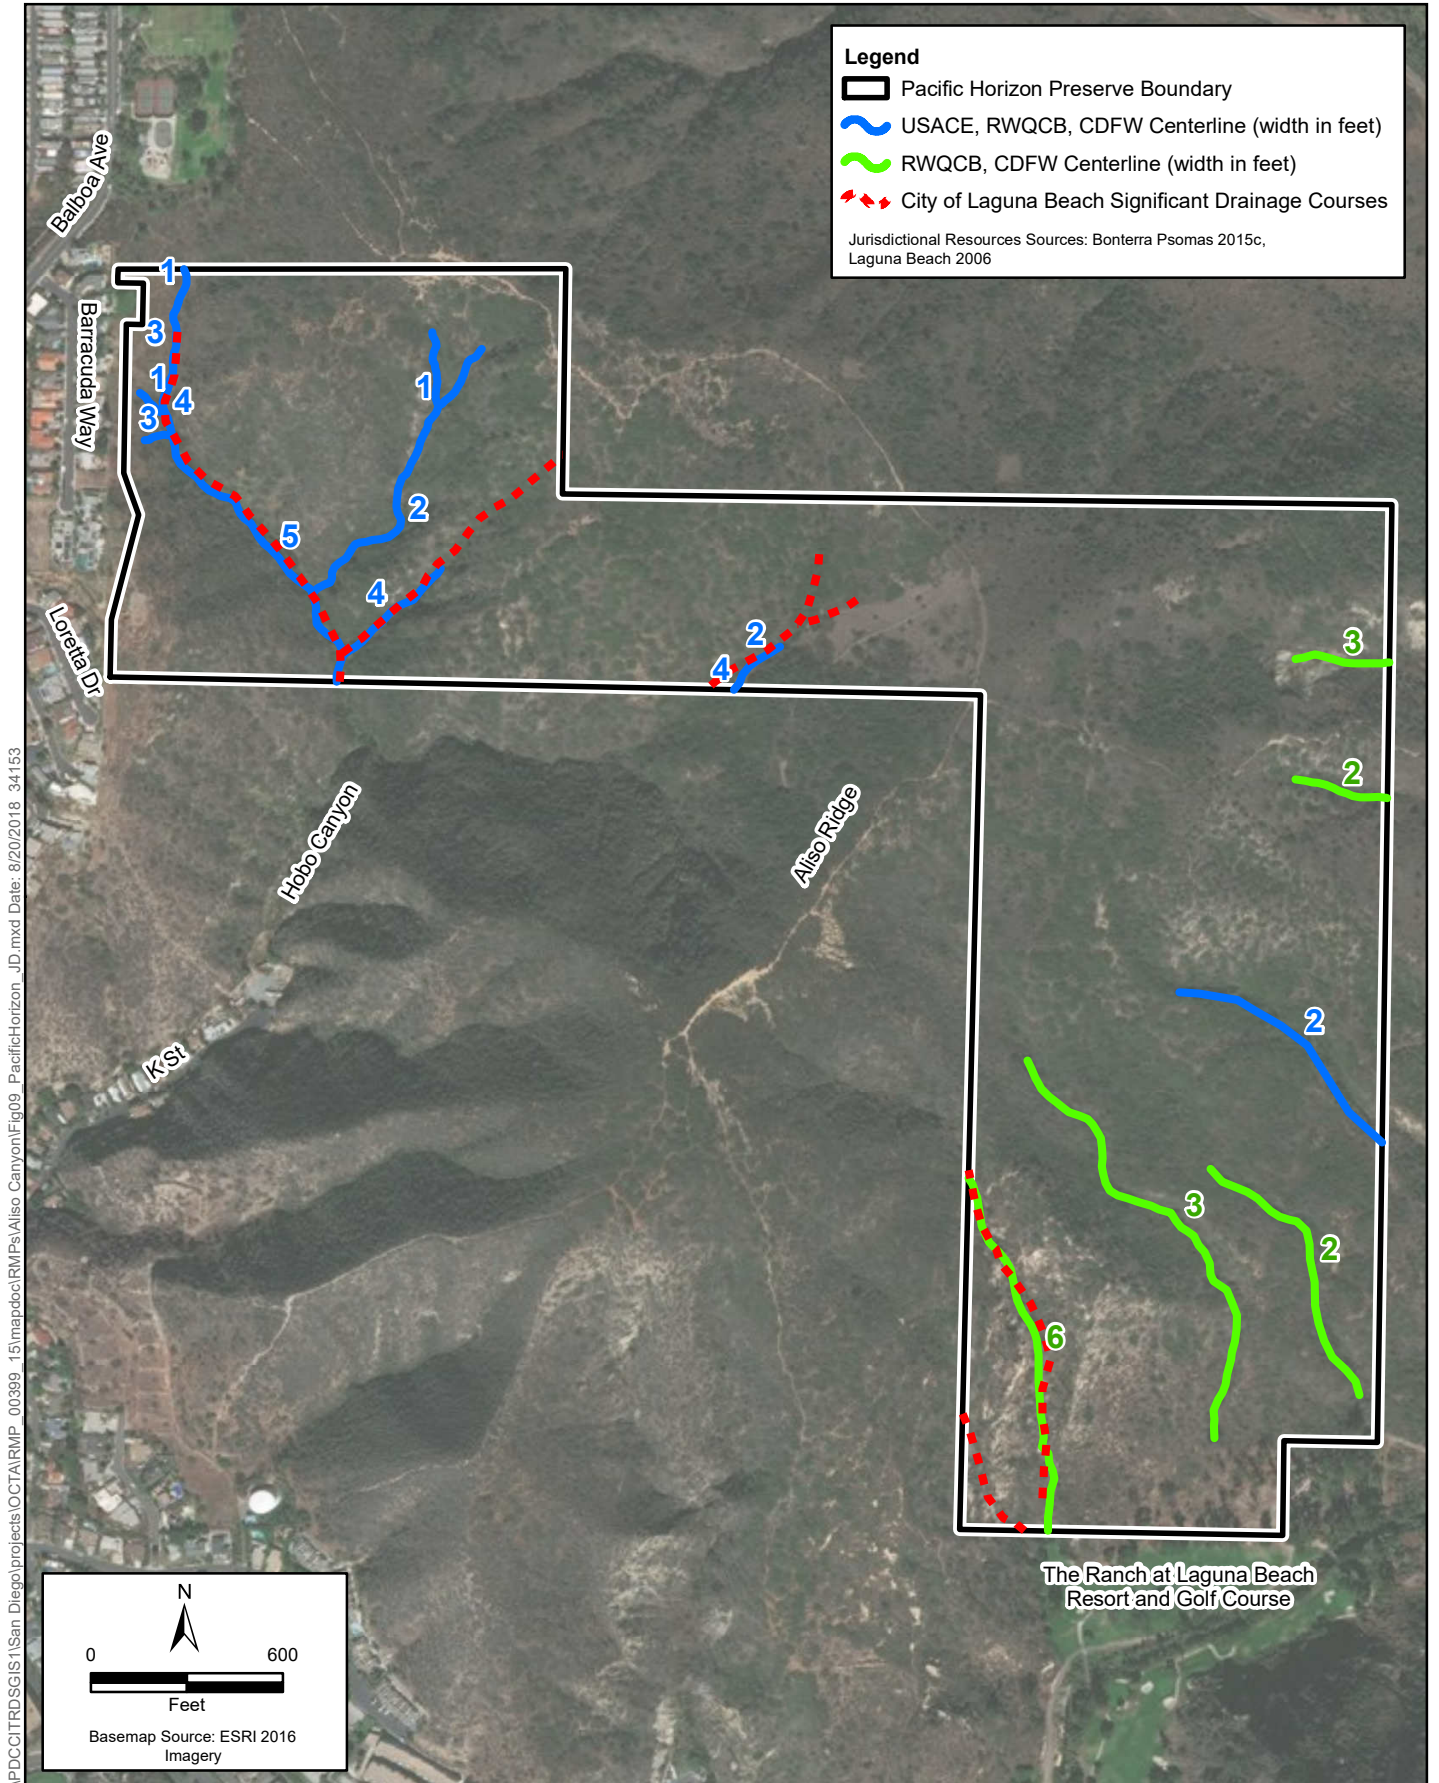 Legend
Pacific Horizon Preserve Boundary
USACE, RWQCB, CDFW Centerline (width in feet)
RWQCB, CDFW Centerline (width in feet)
City of Laguna Beach Significant Drainage Courses
Jurisdictional Resources Sources: Bonterra Psomas 2015c,
Laguna Beach 2006
Balboa Ave
Barracuda Way
1
3
1
4
3
1
2
5
4
2
4
Loretta Dr
3
2
Hobo Canyon
Aliso Ridge
K St
2
3
2
6
The Ranch at Laguna Beach
Resort and Golf Course
N
0 600
Feet
Basemap Source: ESRI 2016
Imagery
\PDCCITRDSGIS1\San Diego\projects\OCTA\RMP_00399_15\mapdoc\RMPs\Aliso Canyon\Fig09_PacificHorizon_JD.mxd Date: 8/20/2018 34153